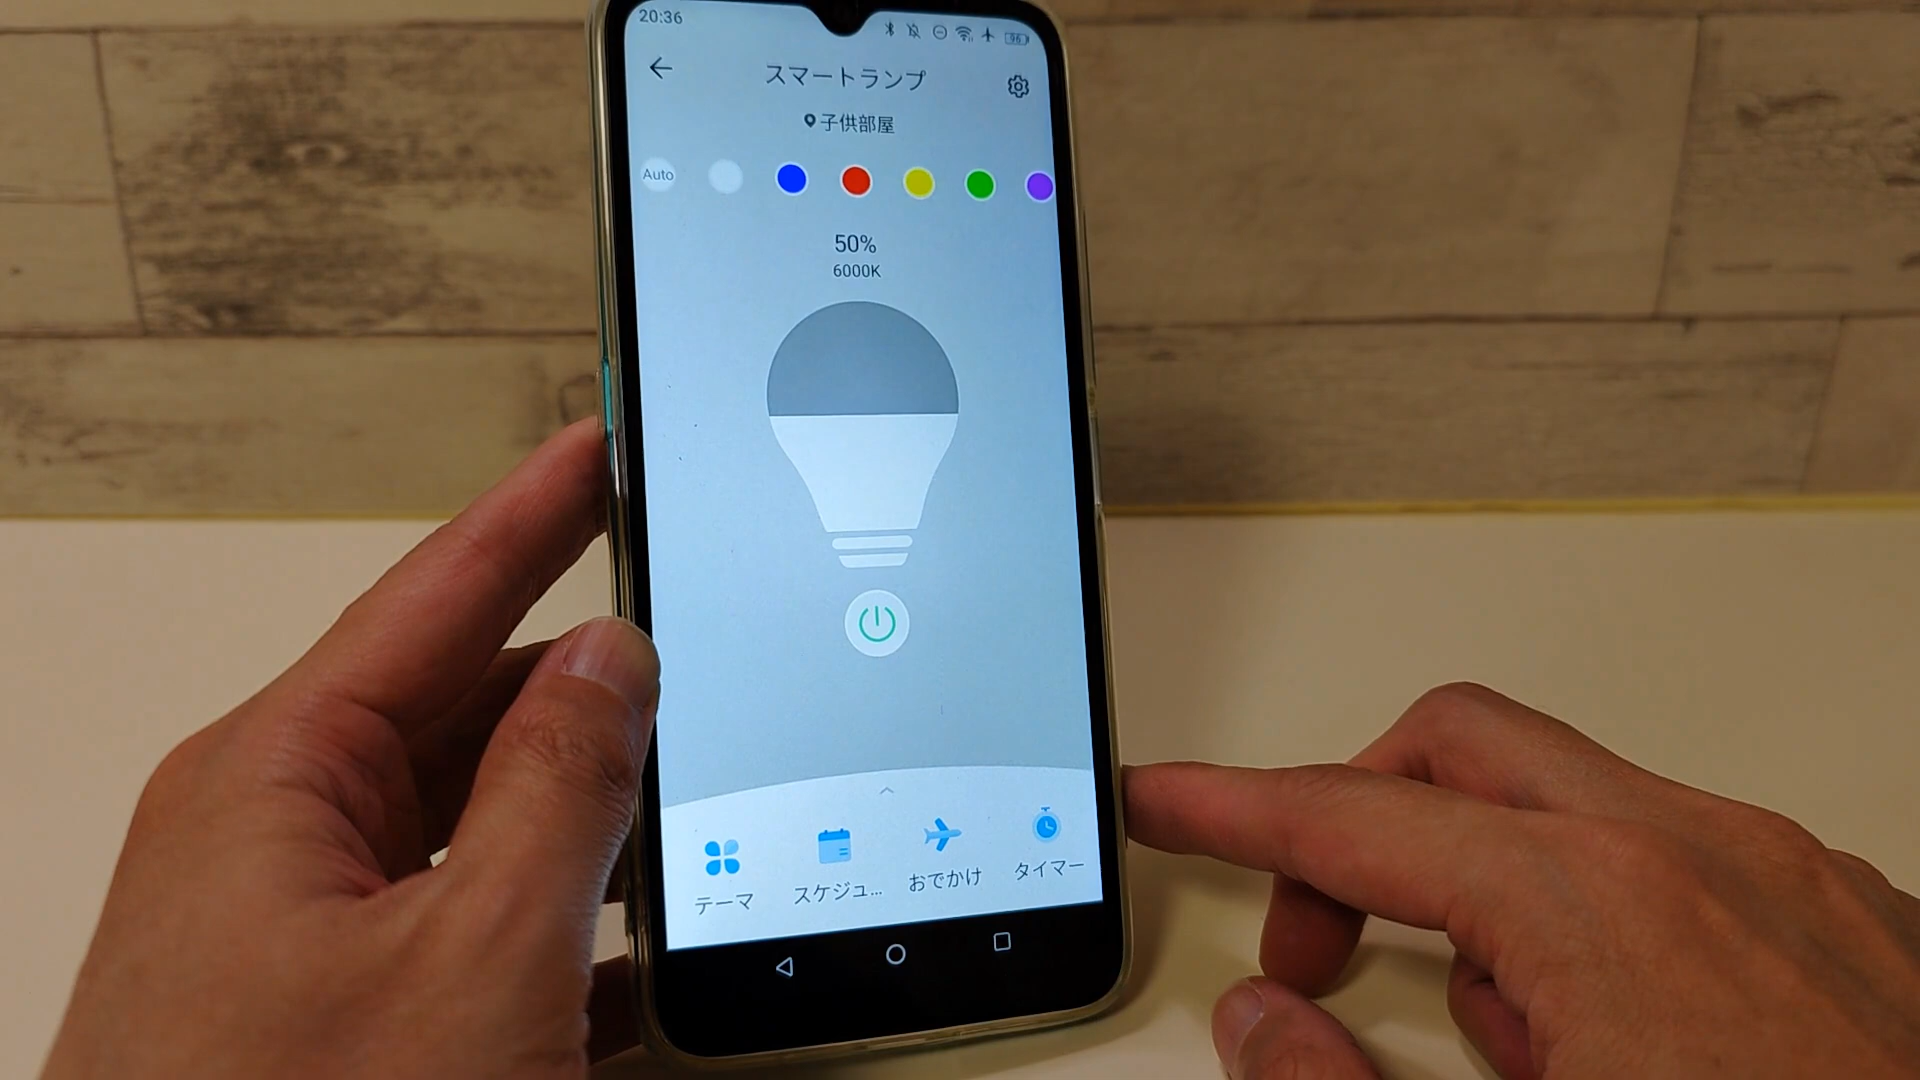 20:36
96
スマートランプ
子供部屋
Auto
50%
6000K
テーマ
スケジュ...
おでかけ
タイマー